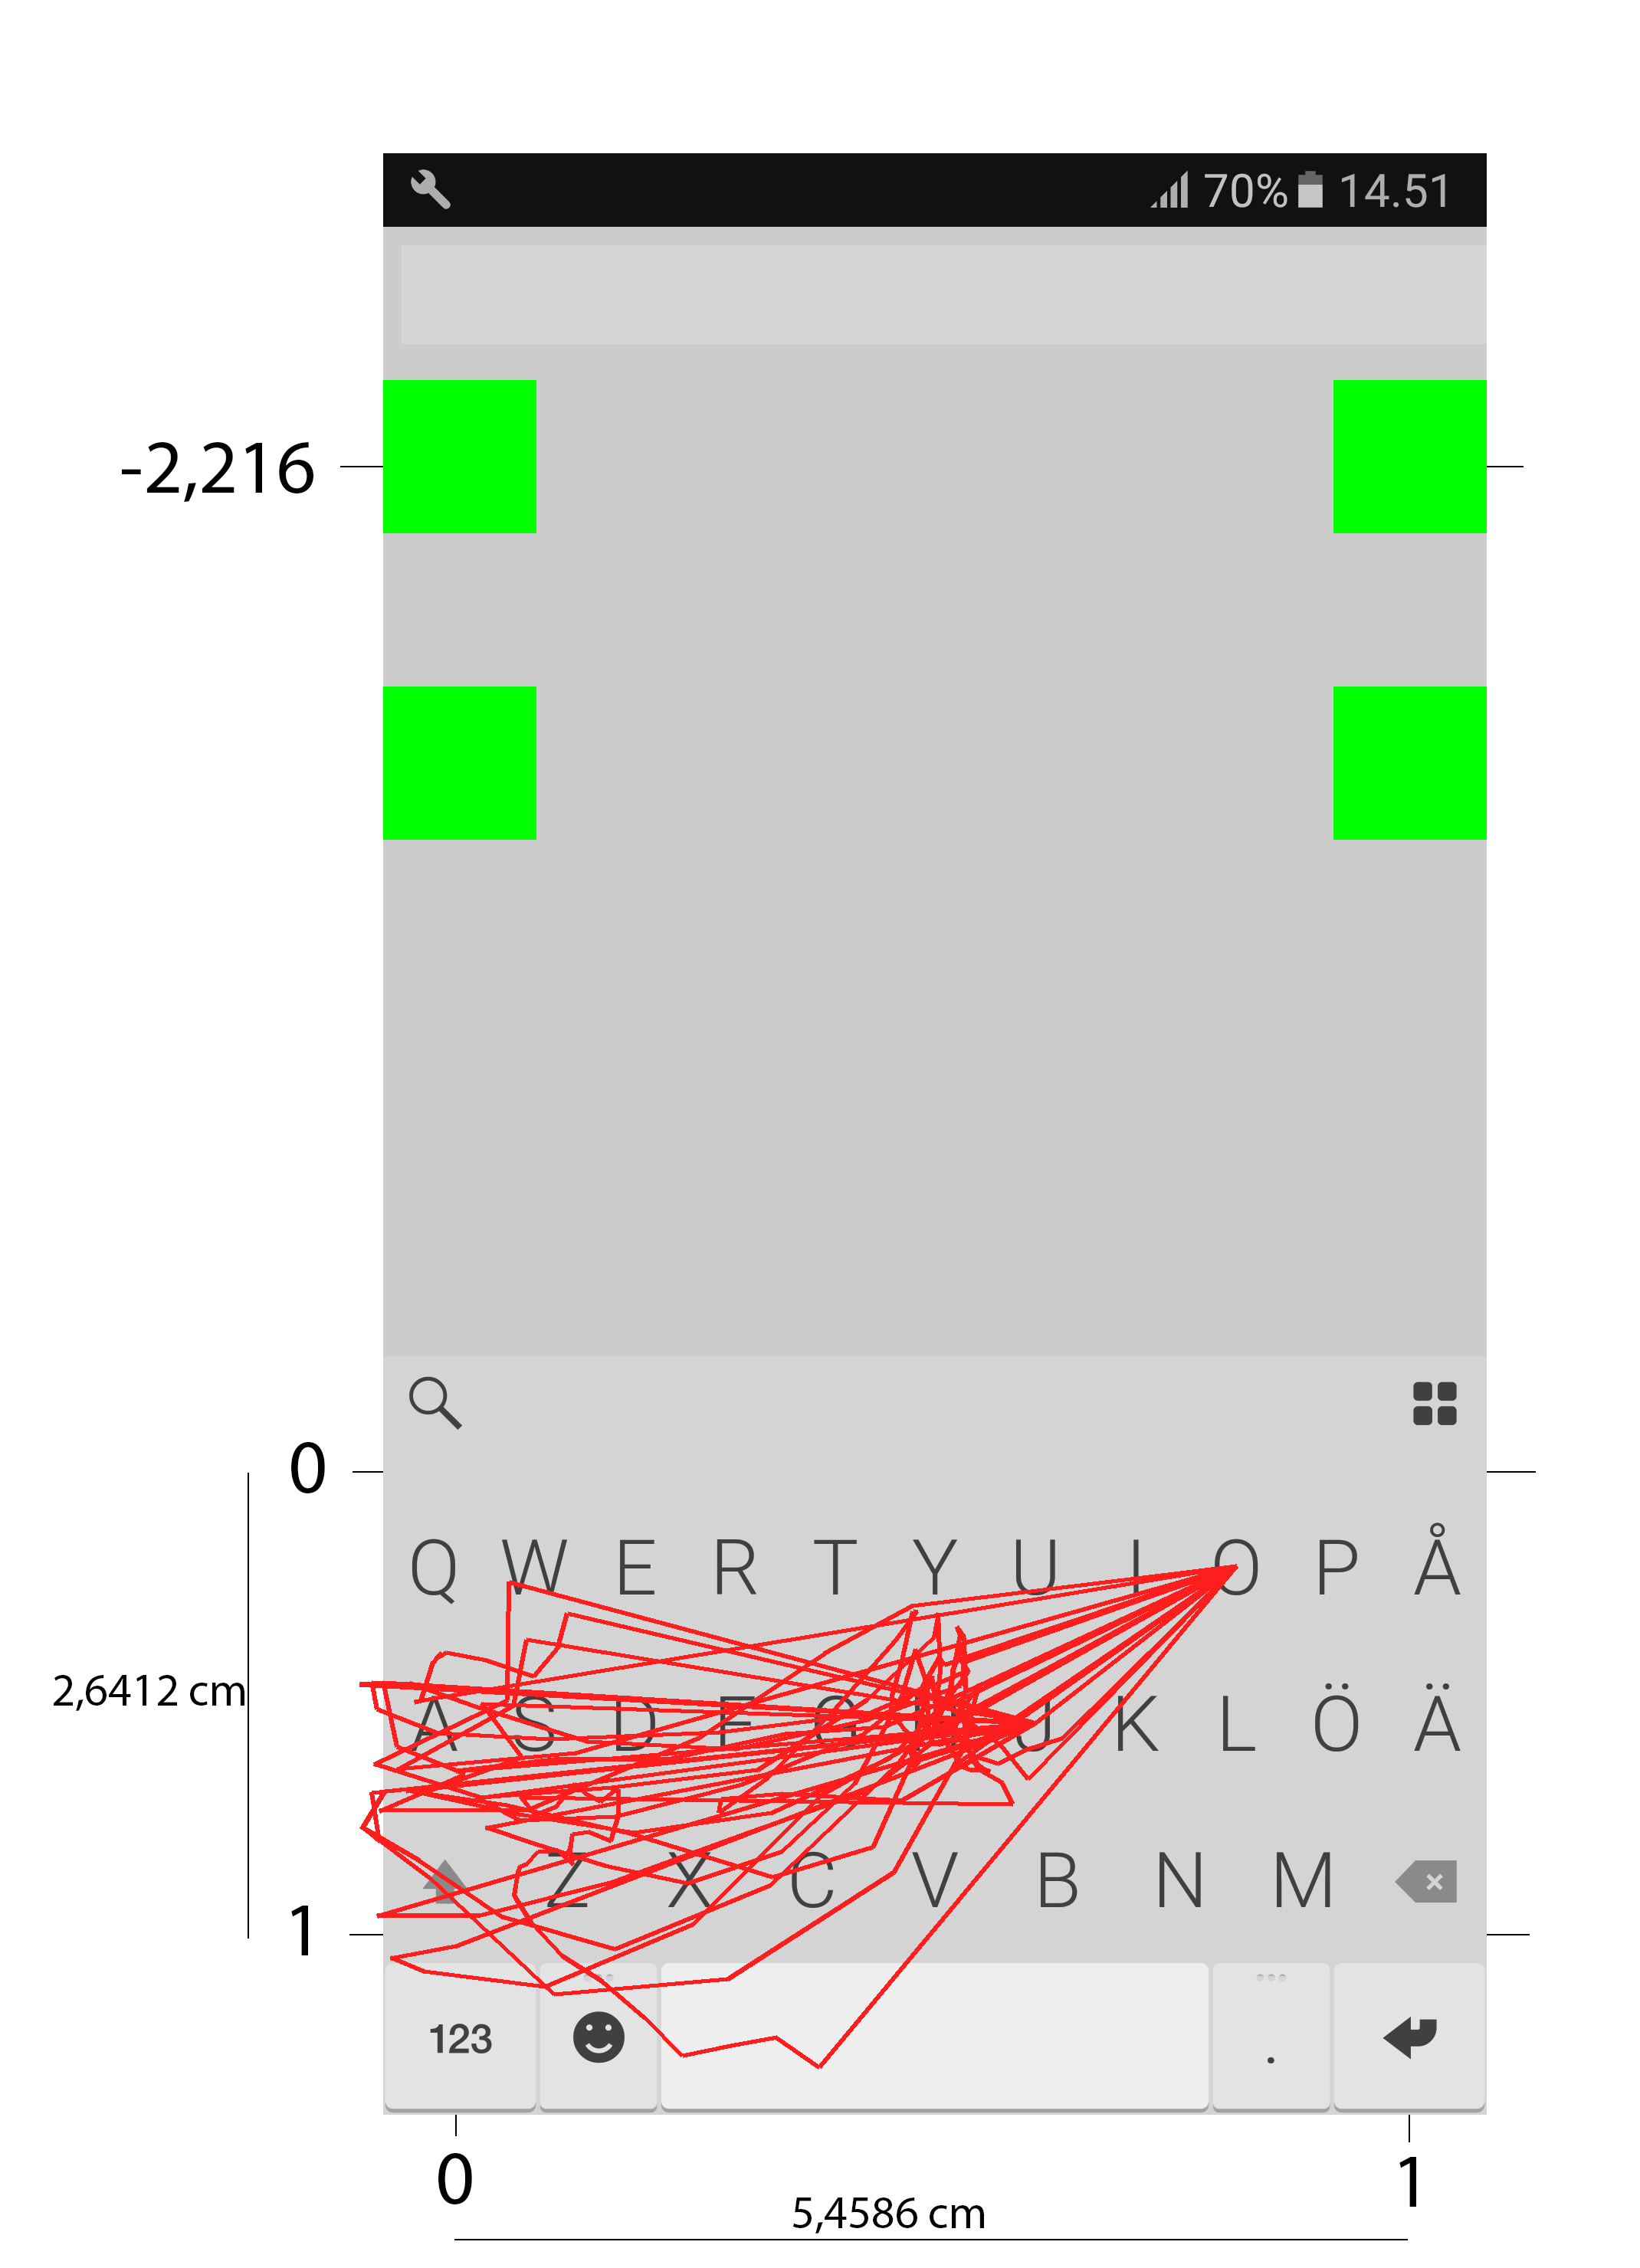 70% 14.51
-2,216
0
Q W E R T Y U I O P Å
2,6412 cm
A S D F G H J K L Ö Ä
Z X C V B N M
1
123 .
0 1
5,4586 cm